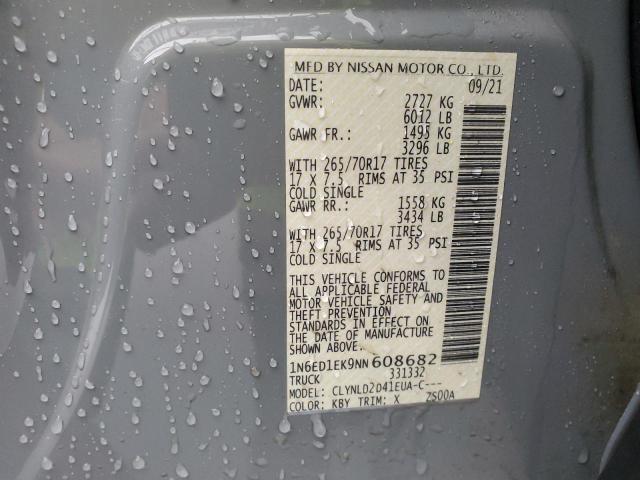 MFD BY NISSAN MOTOR CO., LTD.
DATE: 09/21
GVWR: 2727 KG
6012 LB
GAWR FR.: 1495 KG
3296 LB
WITH 265/70R17 TIRES
17 X 7.5 RIMS AT 35 PSI
COLD SINGLE
GAWR RR.: 1558 KG
3434 LB
WITH 265/70R17 TIRES
17 X 7.5 RIMS AT 35 PSI
COLD SINGLE
THIS VEHICLE CONFORMS TO
ALL APPLICABLE FEDERAL
MOTOR VEHICLE SAFETY AND
THEFT PREVENTION
STANDARDS IN EFFECT ON
THE DATE OF MANUFACTURE
SHOWN ABOVE.
1N6ED1EK9NN608682
TRUCK 331332
MODEL: CLYNLD2041EUA-C---
COLOR: KBY TRIM: X ZS00A